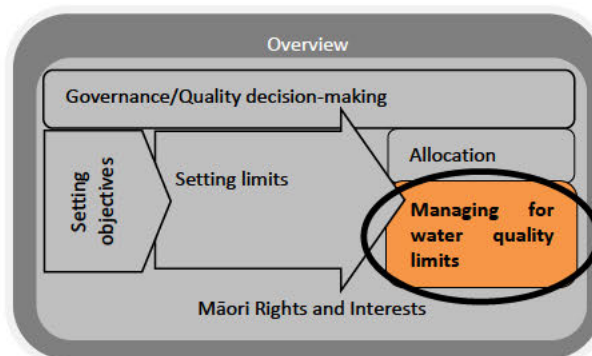 Overview
Governance/Quality decision-making
Setting
objectives
Setting limits
Allocation
Managing for
water quality
limits
Māori Rights and Interests